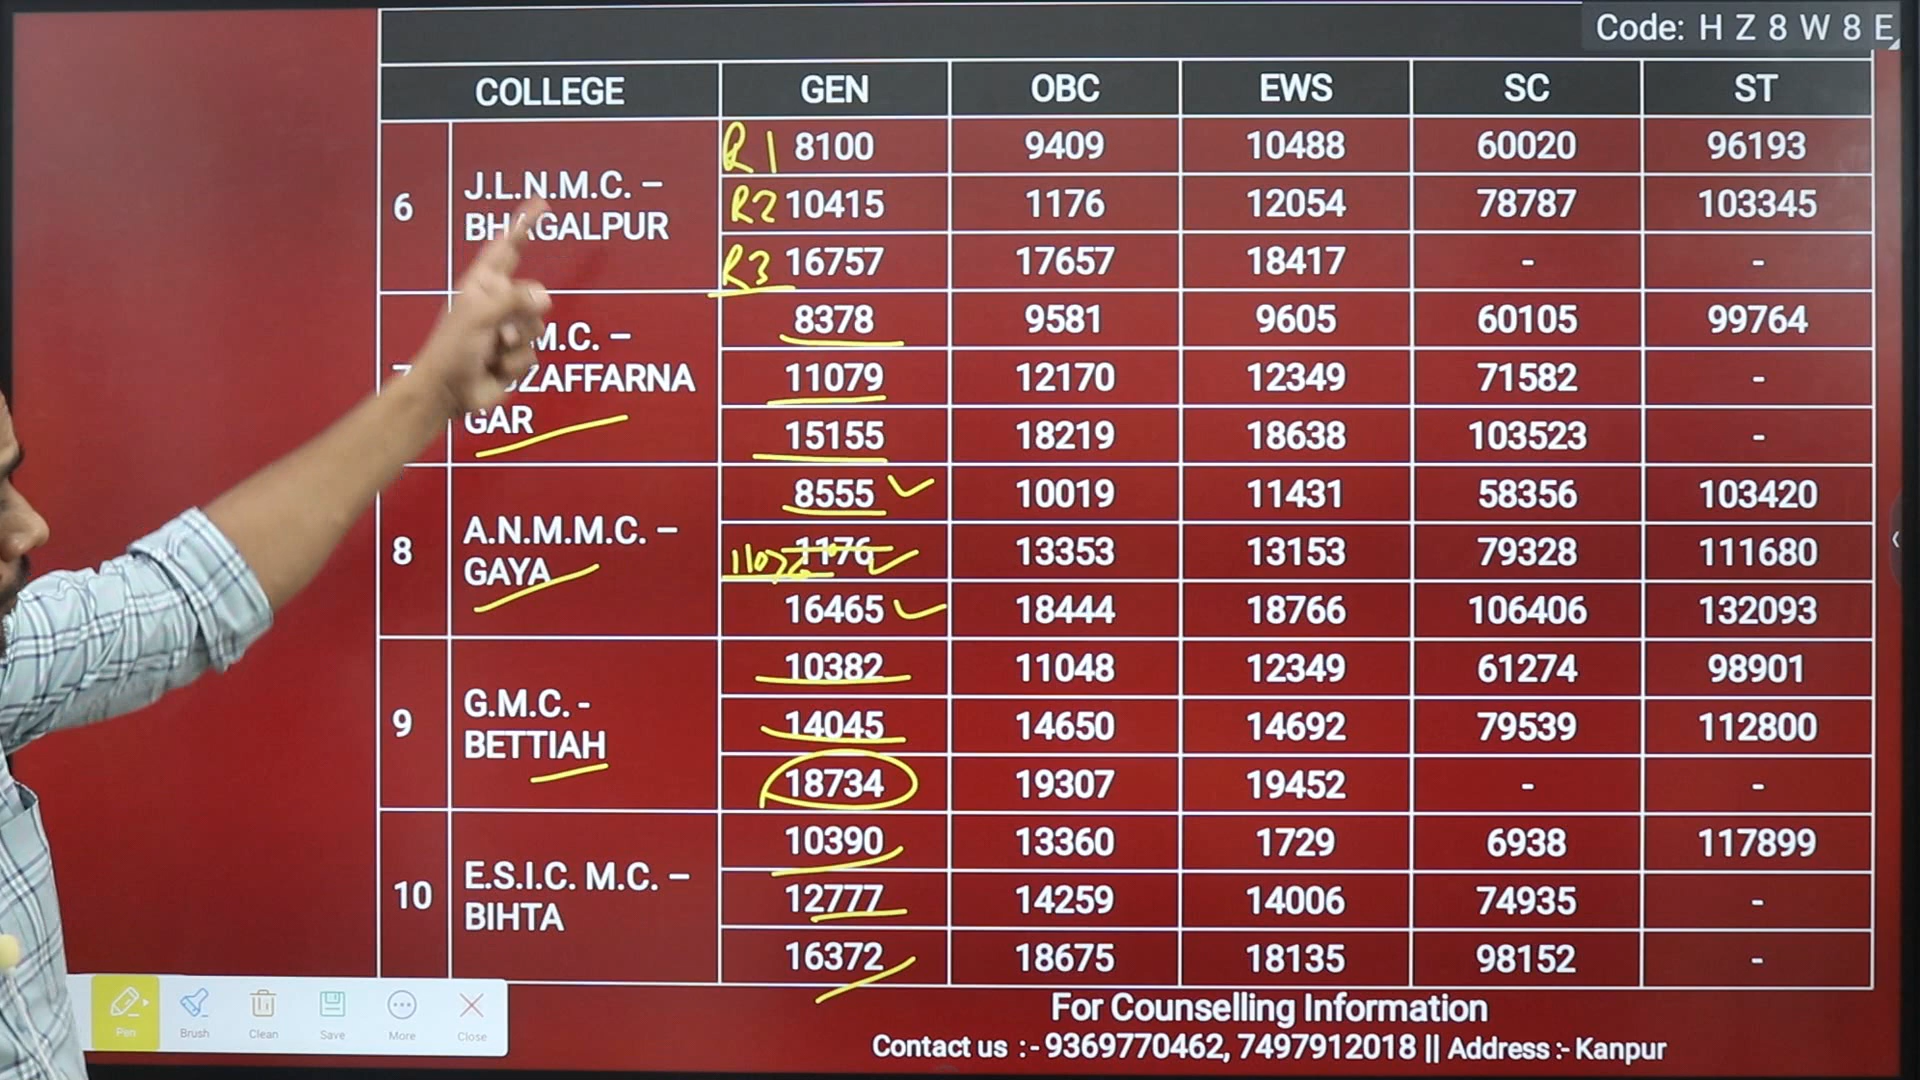 Code: H Z 8 W 8 E
COLLEGE GEN OBC EWS SC ST
6 J.L.N.M.C. – BHAGALPUR
R1 8100 9409 10488 60020 96193
R2 10415 1176 12054 78787 103345
R3 16757 17657 18417 - -
M.C. –
ZAFFARNA
GAR
8378 9581 9605 60105 99764
11079 12170 12349 71582 -
15155 18219 18638 103523 -
8 A.N.M.M.C. –
GAYA
8555 10019 11431 58356 103420
1176 13353 13153 79328 111680
16465 18444 18766 106406 132093
9 G.M.C. -
BETTIAH
10382 11048 12349 61274 98901
14045 14650 14692 79539 112800
18734 19307 19452 - -
10 E.S.I.C. M.C. –
BIHTA
10390 13360 1729 6938 117899
12777 14259 14006 74935 -
16372 18675 18135 98152 -
Pen Brush Clean Save More Close
For Counselling Information
Contact us :- 9369770462, 7497912018 || Address :- Kanpur